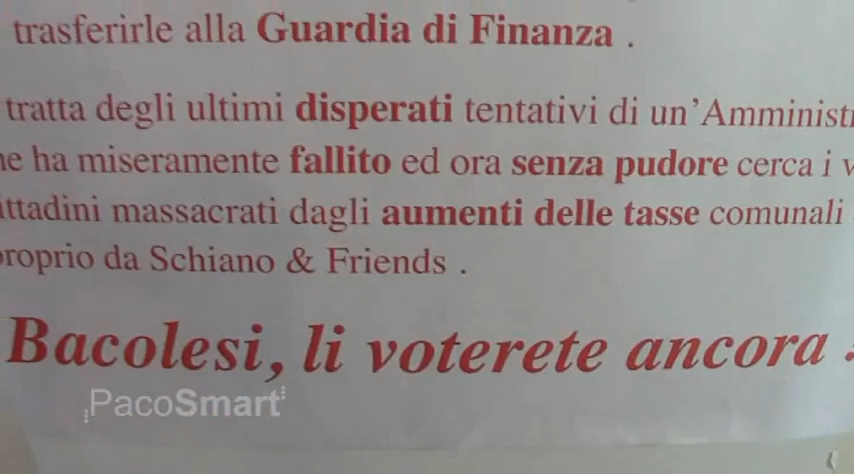 trasferirle alla Guardia di Finanza .
tratta degli ultimi disperati tentativi di un'Amministr
ne ha miseramente fallito ed ora senza pudore cerca i v
ittadini massacrati dagli aumenti delle tasse comunali
proprio da Schiano & Friends .
Bacolesi, li voterete ancora
PacoSmart